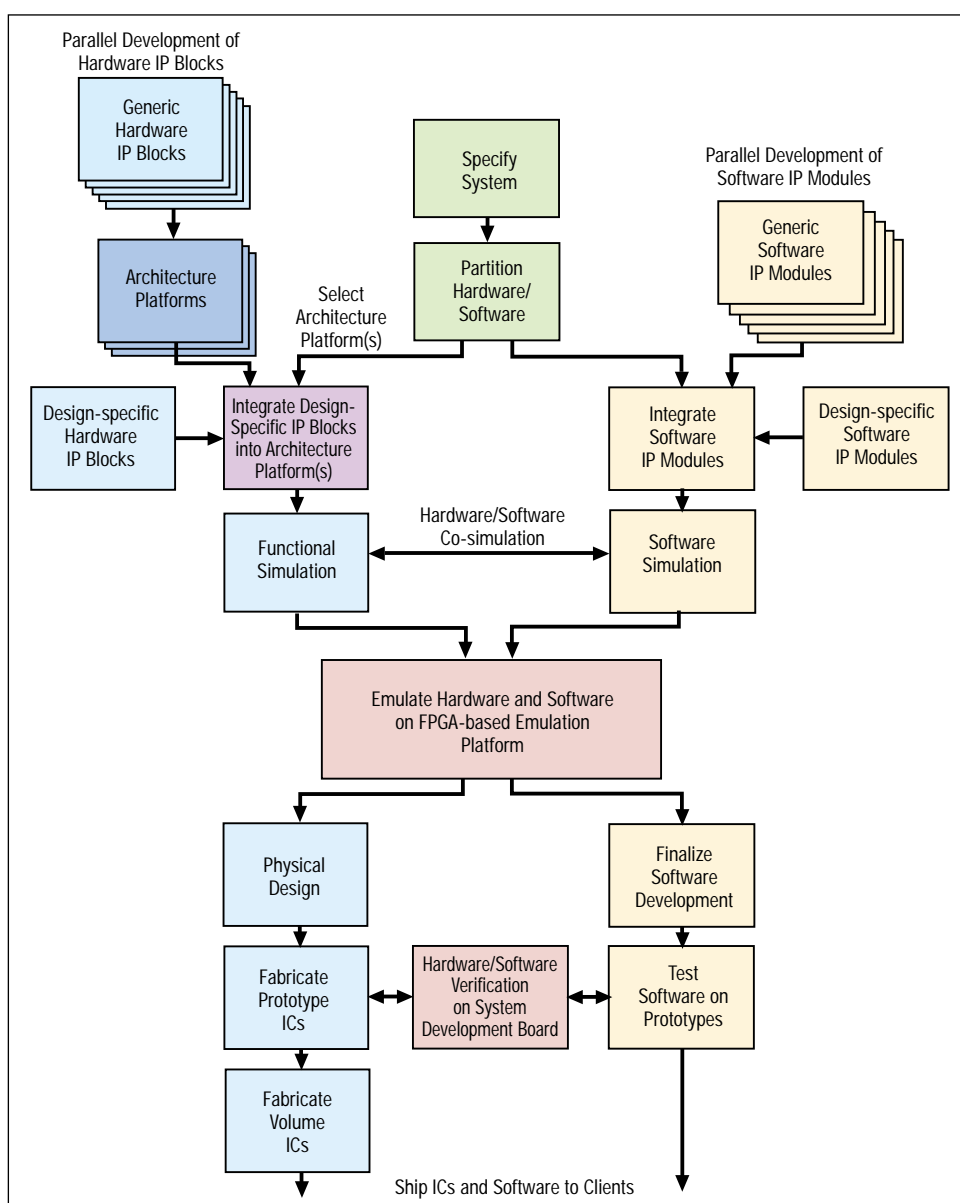 Parallel Development of
Hardware IP Blocks
Generic
Hardware
IP Blocks
Specify
System
Parallel Development of
Software IP Modules
Generic
Software
IP Modules
Architecture
Platforms
Partition
Hardware/
Software
Select
Architecture
Platform(s)
Design-specific
Hardware
IP Blocks
Integrate Design-
Specific IP Blocks
into Architecture
Platform(s)
Integrate
Software
IP Modules
Design-specific
Software
IP Modules
Functional
Simulation
Hardware/Software
Co-simulation
Software
Simulation
Emulate Hardware and Software
on FPGA-based Emulation
Platform
Physical
Design
Finalize
Software
Development
Fabricate
Prototype
ICs
Hardware/Software
Verification
on System
Development Board
Test
Software on
Prototypes
Fabricate
Volume
ICs
Ship ICs and Software to Clients